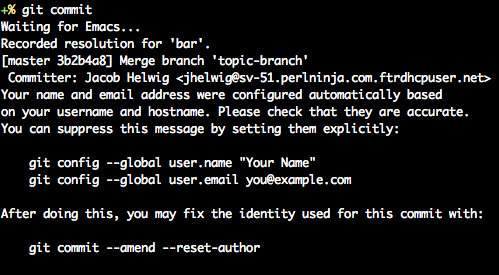 +% git commit
Waiting for Emacs...
Recorded resolution for 'bar'.
[master 3b2b4a8] Merge branch 'topic-branch'
 Committer: Jacob Helwig <jhelwig@sv-51.perlninja.com.ftrdhcpuser.net>
Your name and email address were configured automatically based
on your username and hostname. Please check that they are accurate.
You can suppress this message by setting them explicitly:

    git config --global user.name "Your Name"
    git config --global user.email you@example.com

After doing this, you may fix the identity used for this commit with:

    git commit --amend --reset-author